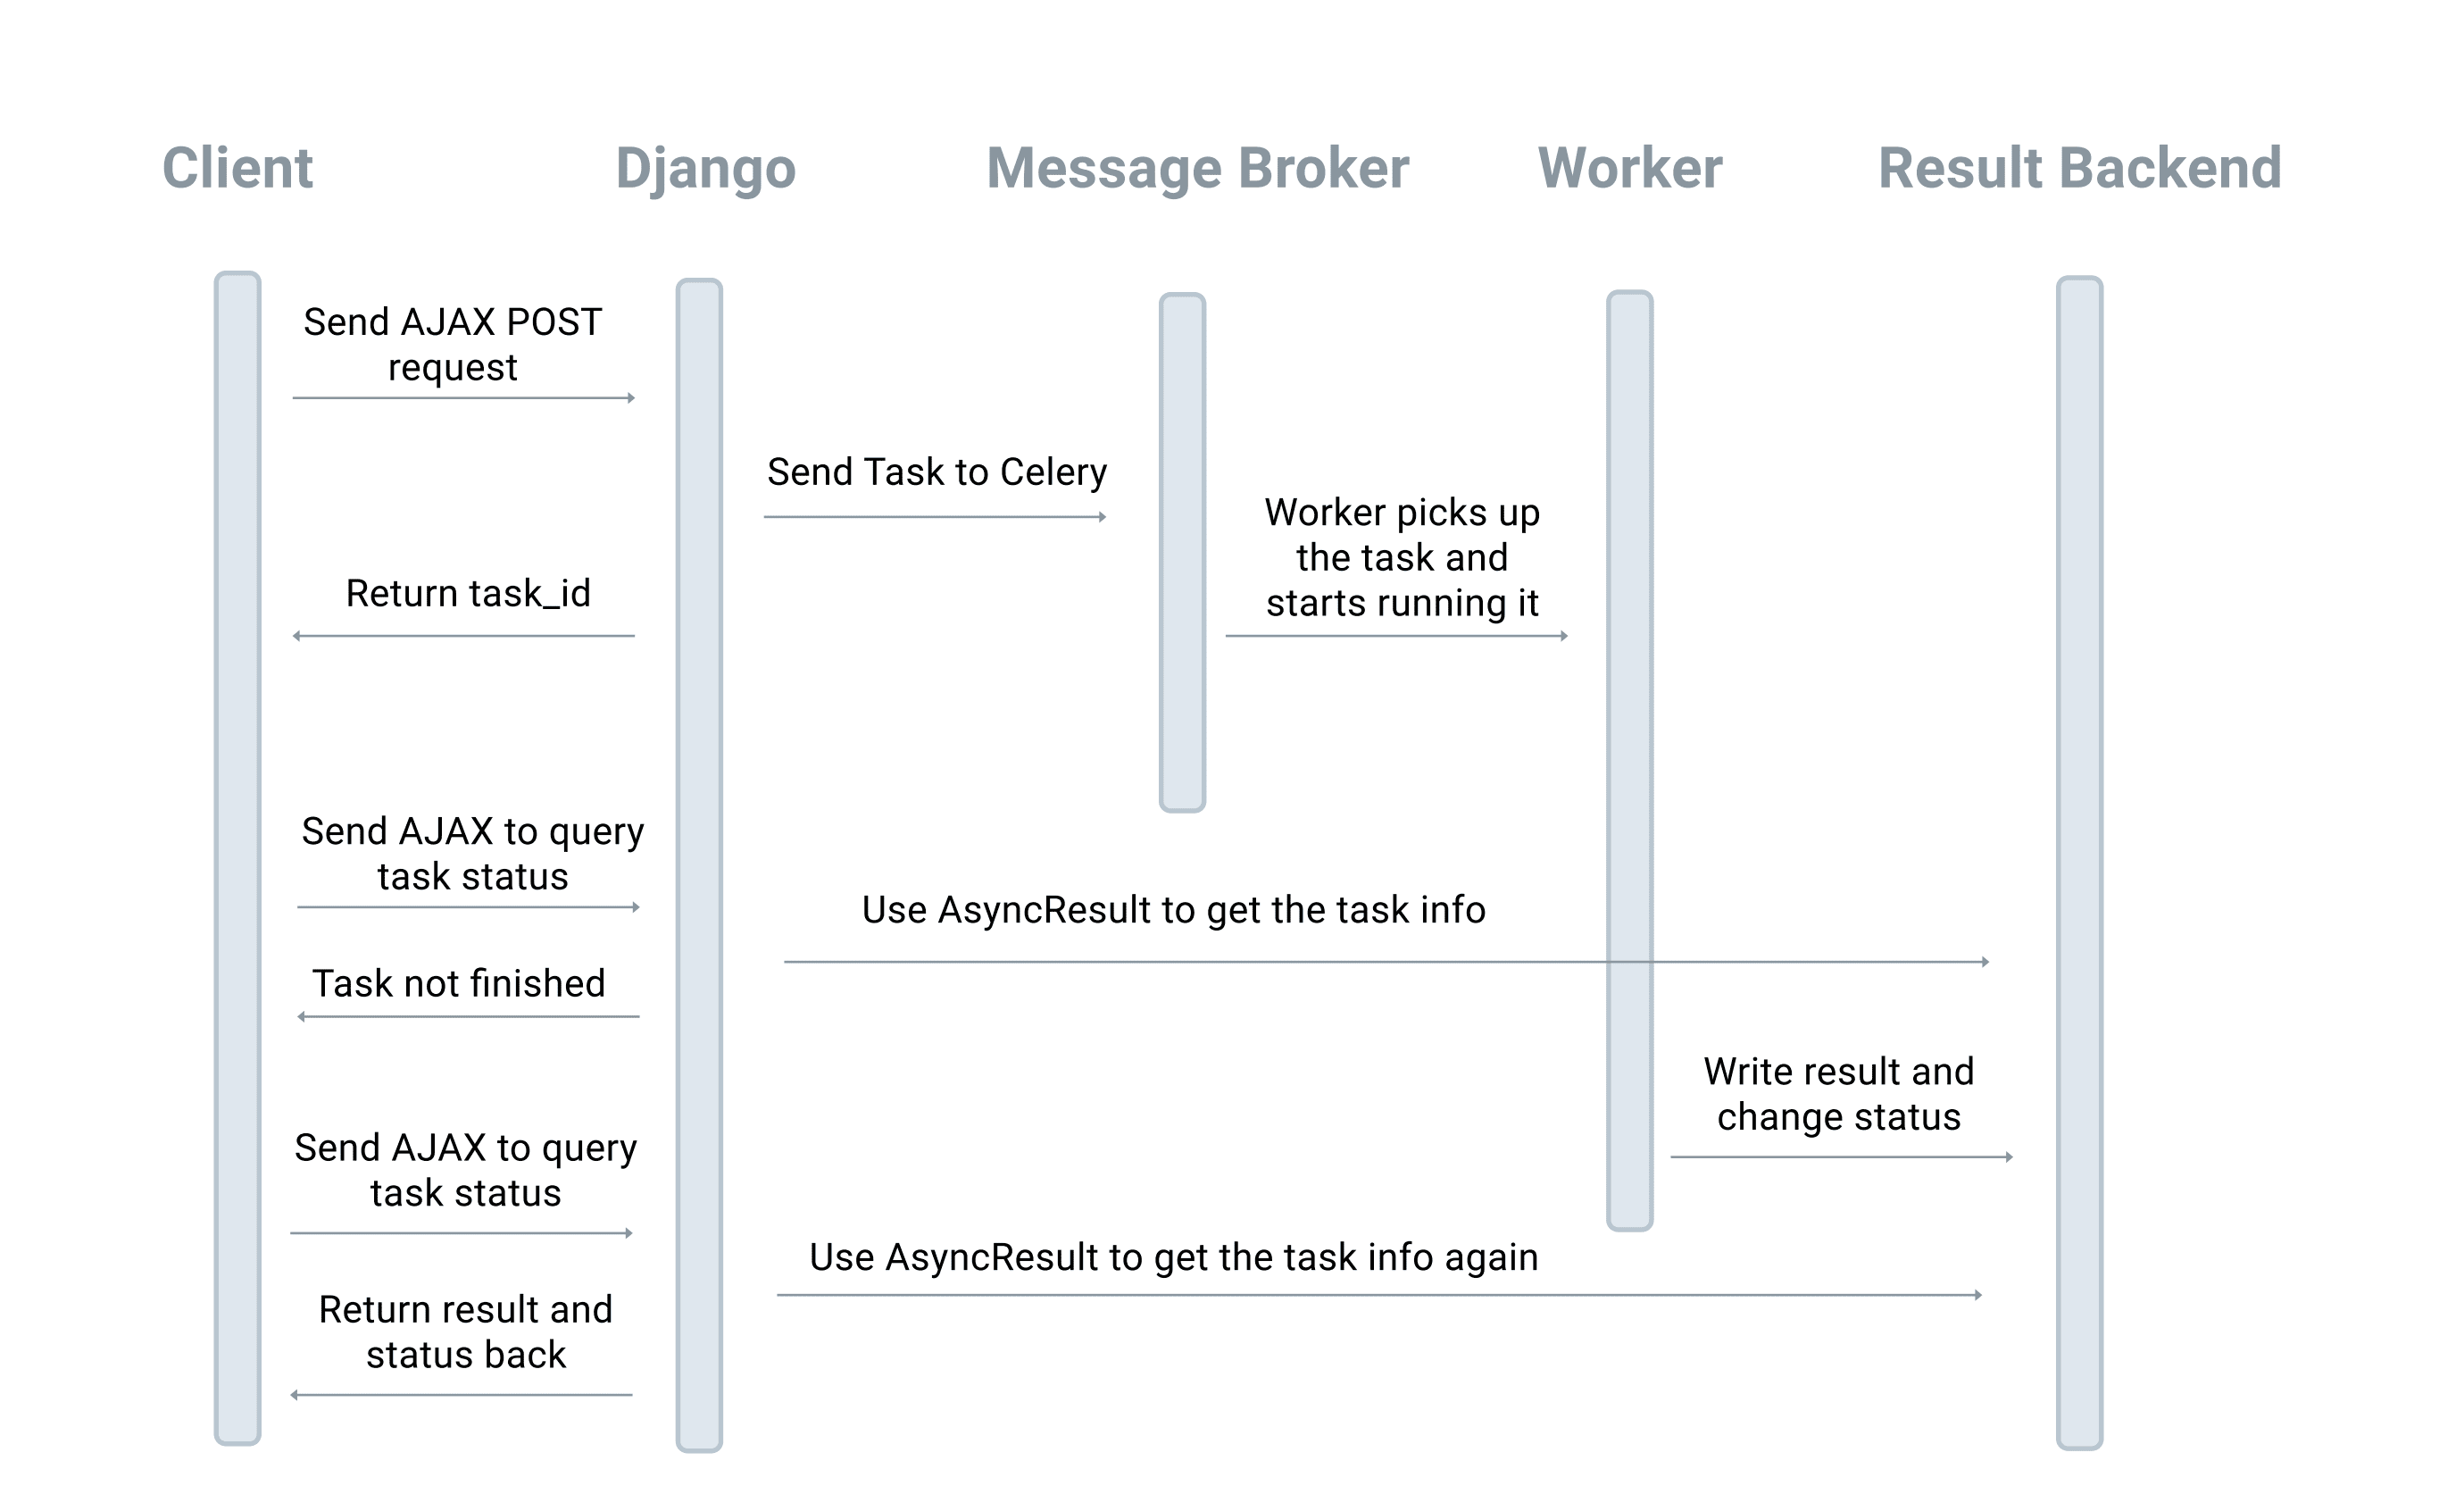 Client
Django
Message Broker
Worker
Result Backend
Send AJAX POST
request
Send Task to Celery
Worker picks up
the task and
starts running it
Return task_id
Send AJAX to query
task status
Use AsyncResult to get the task info
Task not finished
Write result and
change status
Send AJAX to query
task status
Use AsyncResult to get the task info again
Return result and
status back